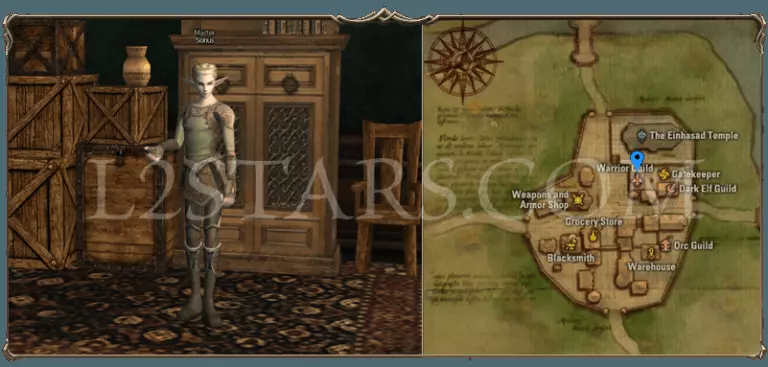 Master
Sorius
L2STARS.COM
The Einhasad Temple
Warrior Guild
Gatekeeper
Dark Elf Guild
Weapons and
Armor Shop
Grocery Store
Orc Guild
Blacksmith
Warehouse